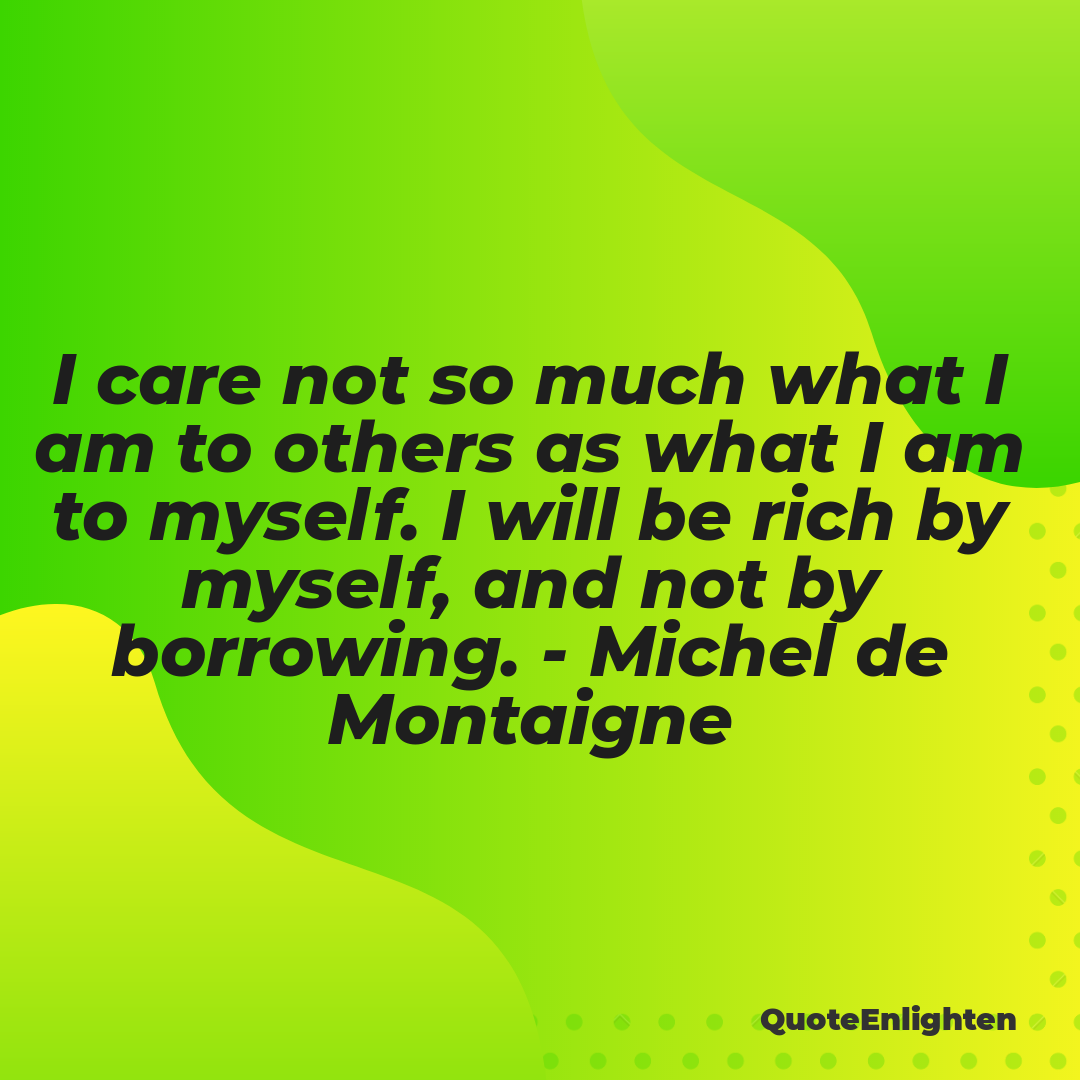 I care not so much what I
am to others as what I am
to myself. I will be rich by
myself, and not by
borrowing. - Michel de
Montaigne
QuoteEnlighten